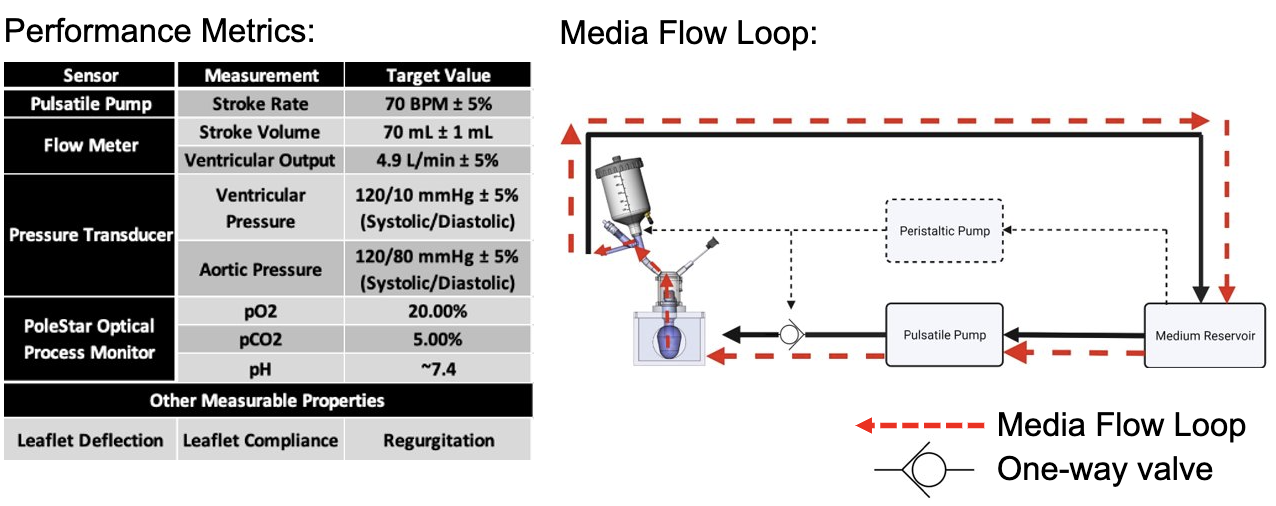 Performance Metrics:
Media Flow Loop:
Sensor Measurement Target Value
Pulsatile Pump Stroke Rate 70 BPM ± 5%
Flow Meter
Stroke Volume 70 mL ± 1 mL
Ventricular Output 4.9 L/min ± 5%
Pressure Transducer
Ventricular
Pressure
120/10 mmHg ± 5%
(Systolic/Diastolic)
Aortic Pressure
120/80 mmHg ± 5%
(Systolic/Diastolic)
PoleStar Optical
Process Monitor
pO2 20.00%
pCO2 5.00%
pH ~7.4
Other Measurable Properties
Leaflet Deflection Leaflet Compliance Regurgitation
Peristaltic Pump
Pulsatile Pump
Medium Reservoir
Media Flow Loop
One-way valve